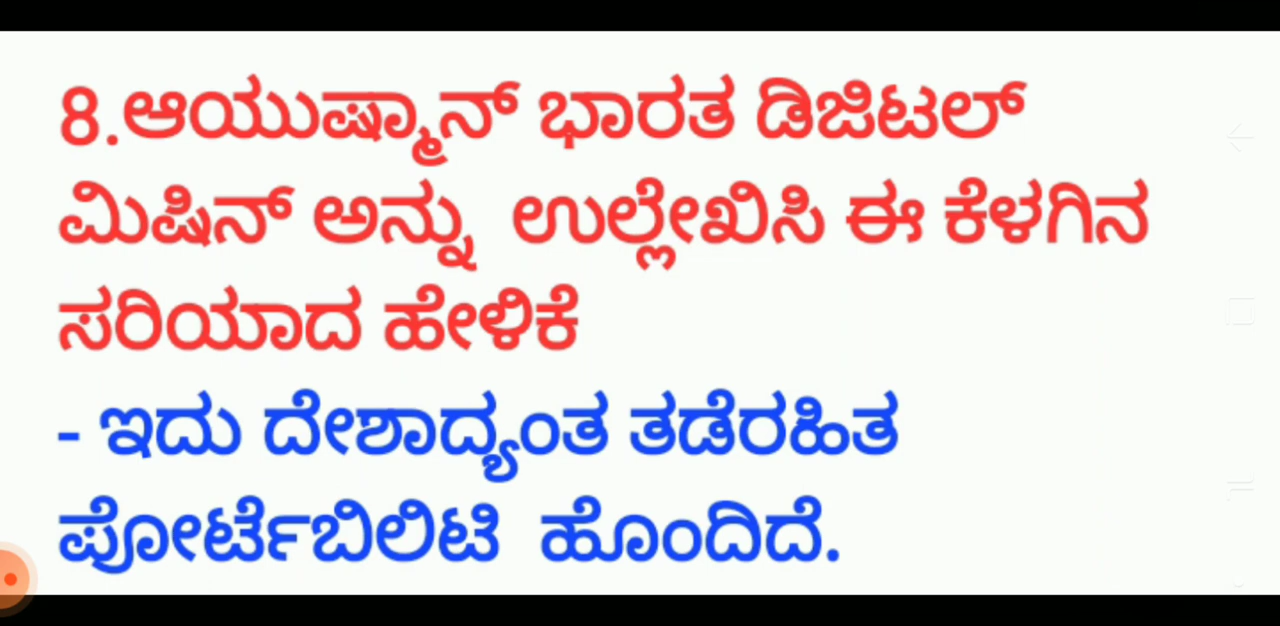 8.ಆಯುಷ್ಮಾನ್ ಭಾರತ ಡಿಜಿಟಲ್
ಮಿಷಿನ್ ಅನ್ನು ಉಲ್ಲೇಖಿಸಿ ಈ ಕೆಳಗಿನ
ಸರಿಯಾದ ಹೇಳಿಕೆ
- ಇದು ದೇಶಾದ್ಯಂತ ತಡೆರಹಿತ
ಪೋರ್ಟೆಬಿಲಿಟಿ ಹೊಂದಿದೆ.